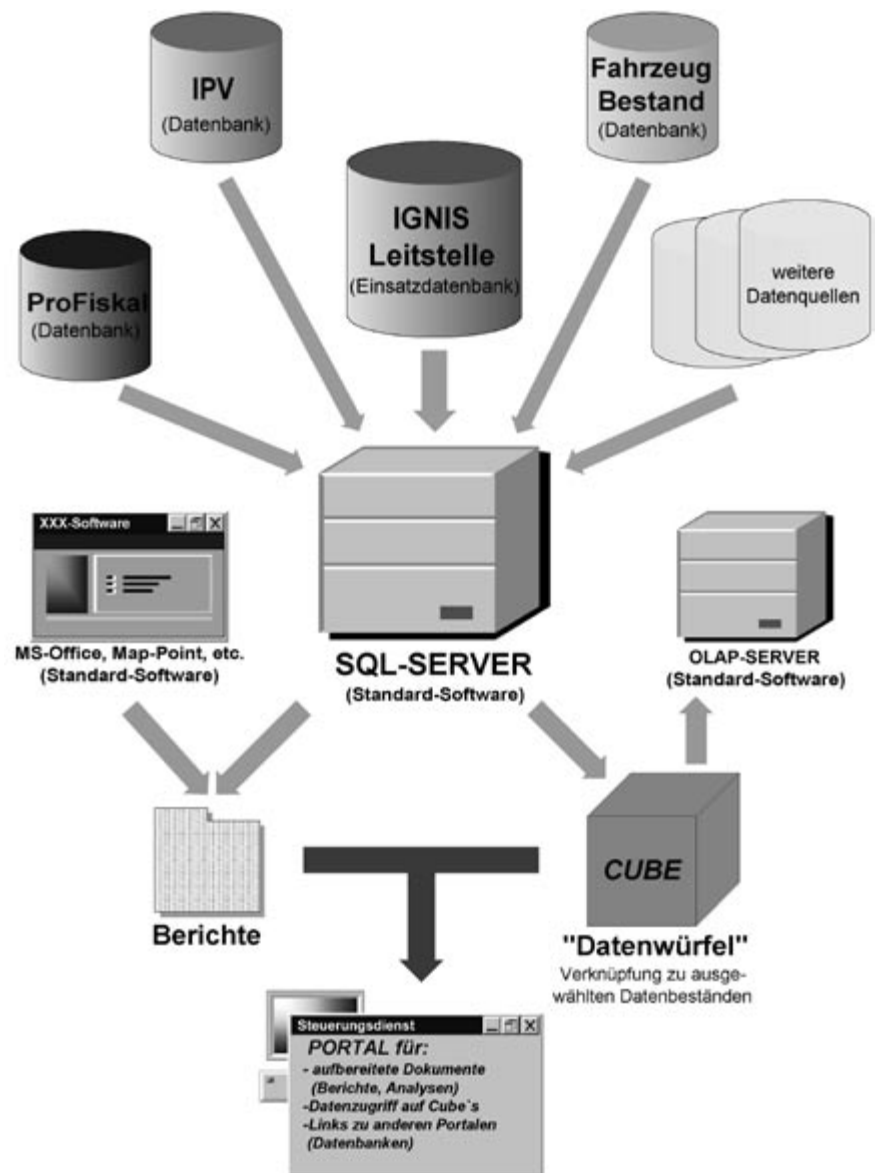 IPV
(Datenbank)
Fahrzeug
Bestand
(Datenbank)
IGNIS
Leitstelle
(Einsatzdatenbank)
ProFiskal
(Datenbank)
weitere
Datenquellen
XXX-Software
MS-Office, Map-Point, etc.
(Standard-Software)
SQL-SERVER
(Standard-Software)
OLAP-SERVER
(Standard-Software)
Berichte
CUBE
"Datenwürfel"
Verknüpfung zu ausge-
wählten Datenbeständen
Steuerungsdienst
PORTAL für:
- aufbereitete Dokumente
(Berichte, Analysen)
-Datenzugriff auf Cube`s
-Links zu anderen Portalen
(Datenbanken)